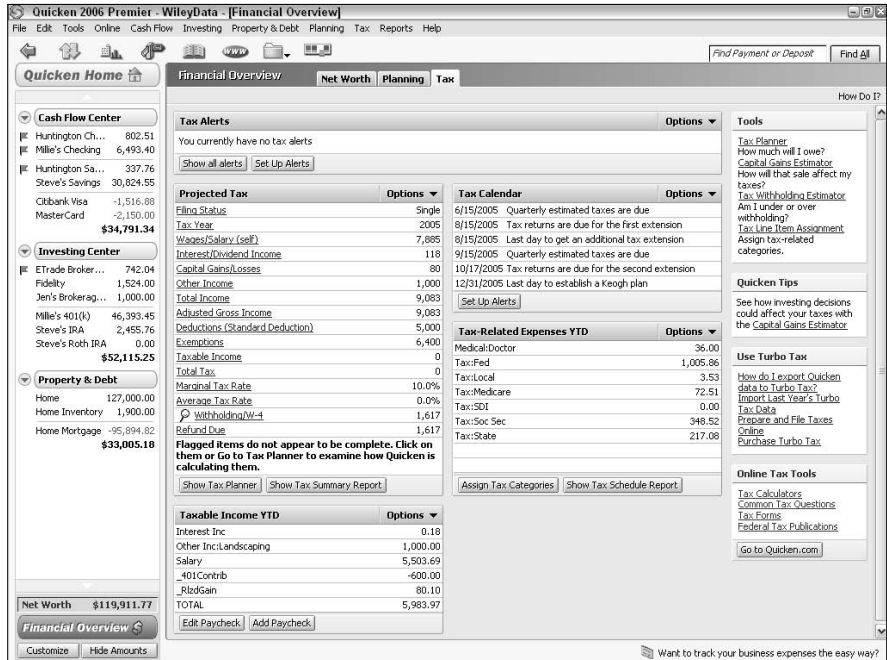 Quicken 2006 Premier - WileyData - [Financial Overview]
File Edit Tools Online Cash Flow Investing Property & Debt Planning Tax Reports Help
Find Payment or Deposit Find All
Quicken Home
Financial Overview Net Worth Planning Tax
How Do I?
Cash Flow Center
Huntington Ch... 802.51
Millie's Checking 6,493.40
Huntington Sa... 337.76
Steve's Savings 30,824.55
Citibank Visa -1,516.88
MasterCard -2,150.00
$34,791.34
Investing Center
ETrade Broker... 742.04
Fidelity 1,524.00
Jen's Brokerag... 1,000.00
Millie's 401(k) 46,393.45
Steve's IRA 2,455.76
Steve's Roth IRA 0.00
$52,115.25
Property & Debt
Home 127,000.00
Home Inventory 1,900.00
Home Mortgage -95,894.82
$33,005.18
Net Worth $119,911.77
Financial Overview
Customize Hide Amounts
Tax Alerts Options
You currently have no tax alerts
Show all alerts Set Up Alerts
Projected Tax Options
Filing Status Single
Tax Year 2005
Wages/Salary (self) 7,885
Interest/Dividend Income 118
Capital Gains/Losses 80
Other Income 1,000
Total Income 9,083
Adjusted Gross Income 9,083
Deductions (Standard Deduction) 5,000
Exemptions 6,400
Taxable Income 0
Total Tax 0
Marginal Tax Rate 10.0%
Average Tax Rate 0.0%
Withholding/W-4 1,617
Refund Due 1,617
Flagged items do not appear to be complete. Click on
them or Go to Tax Planner to examine how Quicken is
calculating them.
Show Tax Planner Show Tax Summary Report
Taxable Income YTD Options
Interest Inc 0.18
Other Inc:Landscaping 1,000.00
Salary 5,503.69
_401Contrib -600.00
_RlzdGain 80.10
TOTAL 5,983.97
Edit Paycheck Add Paycheck
Tax Calendar Options
6/15/2005 Quarterly estimated taxes are due
8/15/2005 Tax returns are due for the first extension
8/15/2005 Last day to get an additional tax extension
9/15/2005 Quarterly estimated taxes are due
10/17/2005 Tax returns are due for the second extension
12/31/2005 Last day to establish a Keogh plan
Set Up Alerts
Tax-Related Expenses YTD Options
Medical:Doctor 36.00
Tax:Fed 1,005.86
Tax:Local 3.53
Tax:Medicare 72.51
Tax:SDI 0.00
Tax:Soc Sec 348.52
Tax:State 217.08
Assign Tax Categories Show Tax Schedule Report
Tools
Tax Planner
How much will I owe?
Capital Gains Estimator
How will that sale affect my
taxes?
Tax Withholding Estimator
Am I under or over
withholding?
Tax Line Item Assignment
Assign tax-related
categories.
Quicken Tips
See how investing decisions
could affect your taxes with
the Capital Gains Estimator
Use Turbo Tax
How do I export Quicken
data to Turbo Tax?
Import Last Year's Turbo
Tax Data
Prepare and File Taxes
Online
Purchase Turbo Tax
Online Tax Tools
Tax Calculators
Common Tax Questions
Tax Forms
Federal Tax Publications
Go to Quicken.com
Want to track your business expenses the easy way?